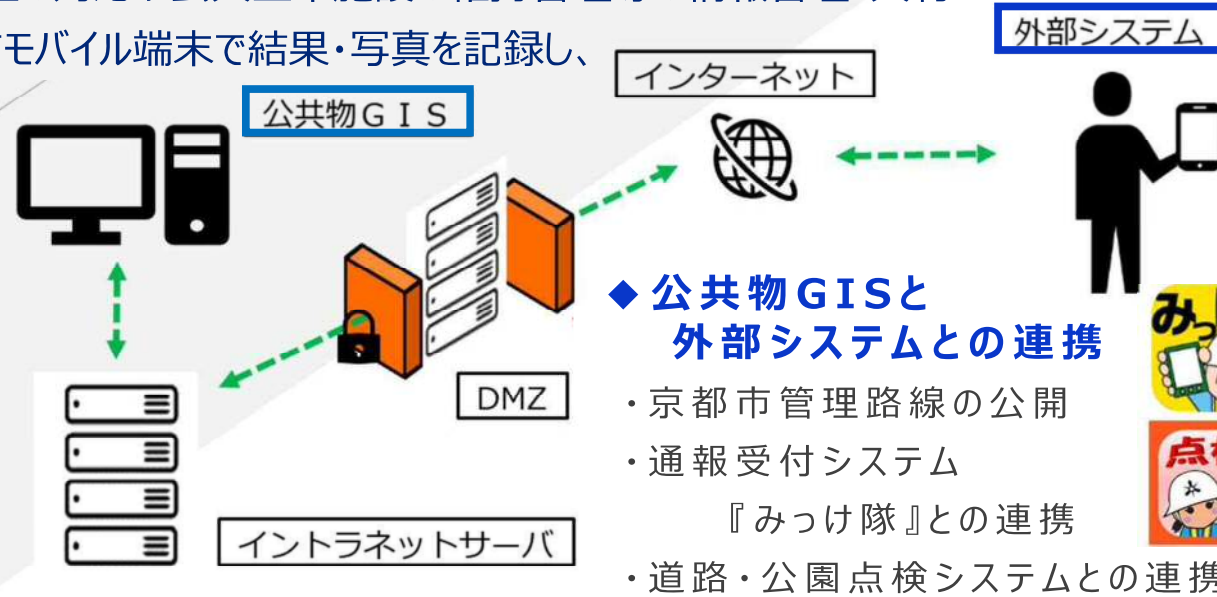 モバイル端末で結果・写真を記録し、
外部システム
インターネット
公共物ＧＩＳ
DMZ
イントラネットサーバ
◆公共物GISと
外部システムとの連携
・京都市管理路線の公開
・通報受付システム
『みっけ隊』との連携
・道路・公園点検システムとの連携
みっ
点